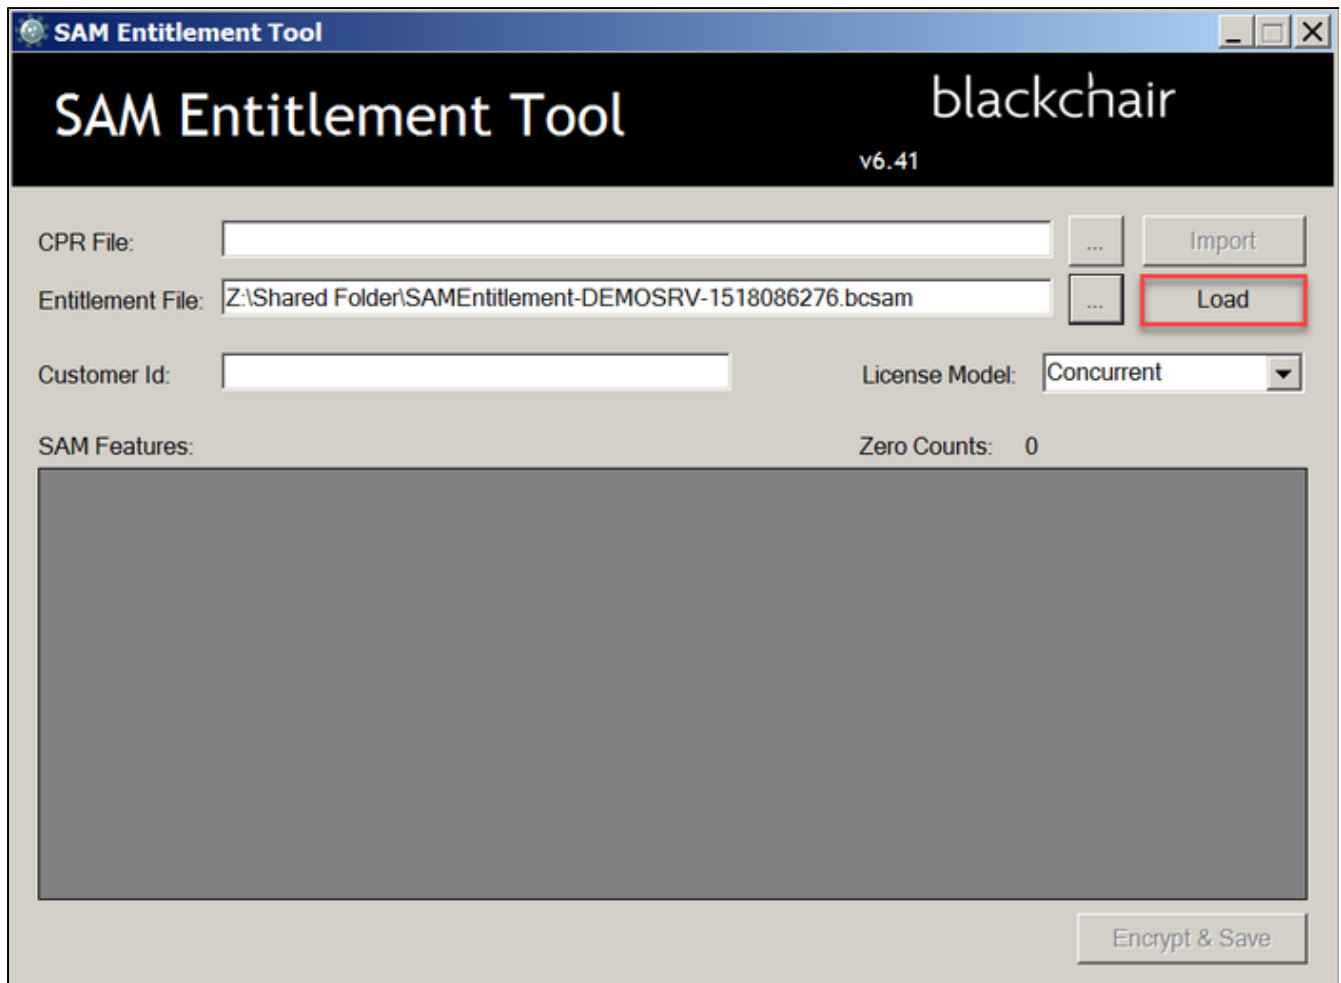 SAM Entitlement Tool
SAM Entitlement Tool
blackchair
v6.41
CPR File:
...
Import
Entitlement File:
Z:\Shared Folder\SAMEntitlement-DEMOSRV-1518086276.bcsam
...
Load
Customer Id:
License Model:
Concurrent
SAM Features:
Zero Counts: 0
Encrypt & Save